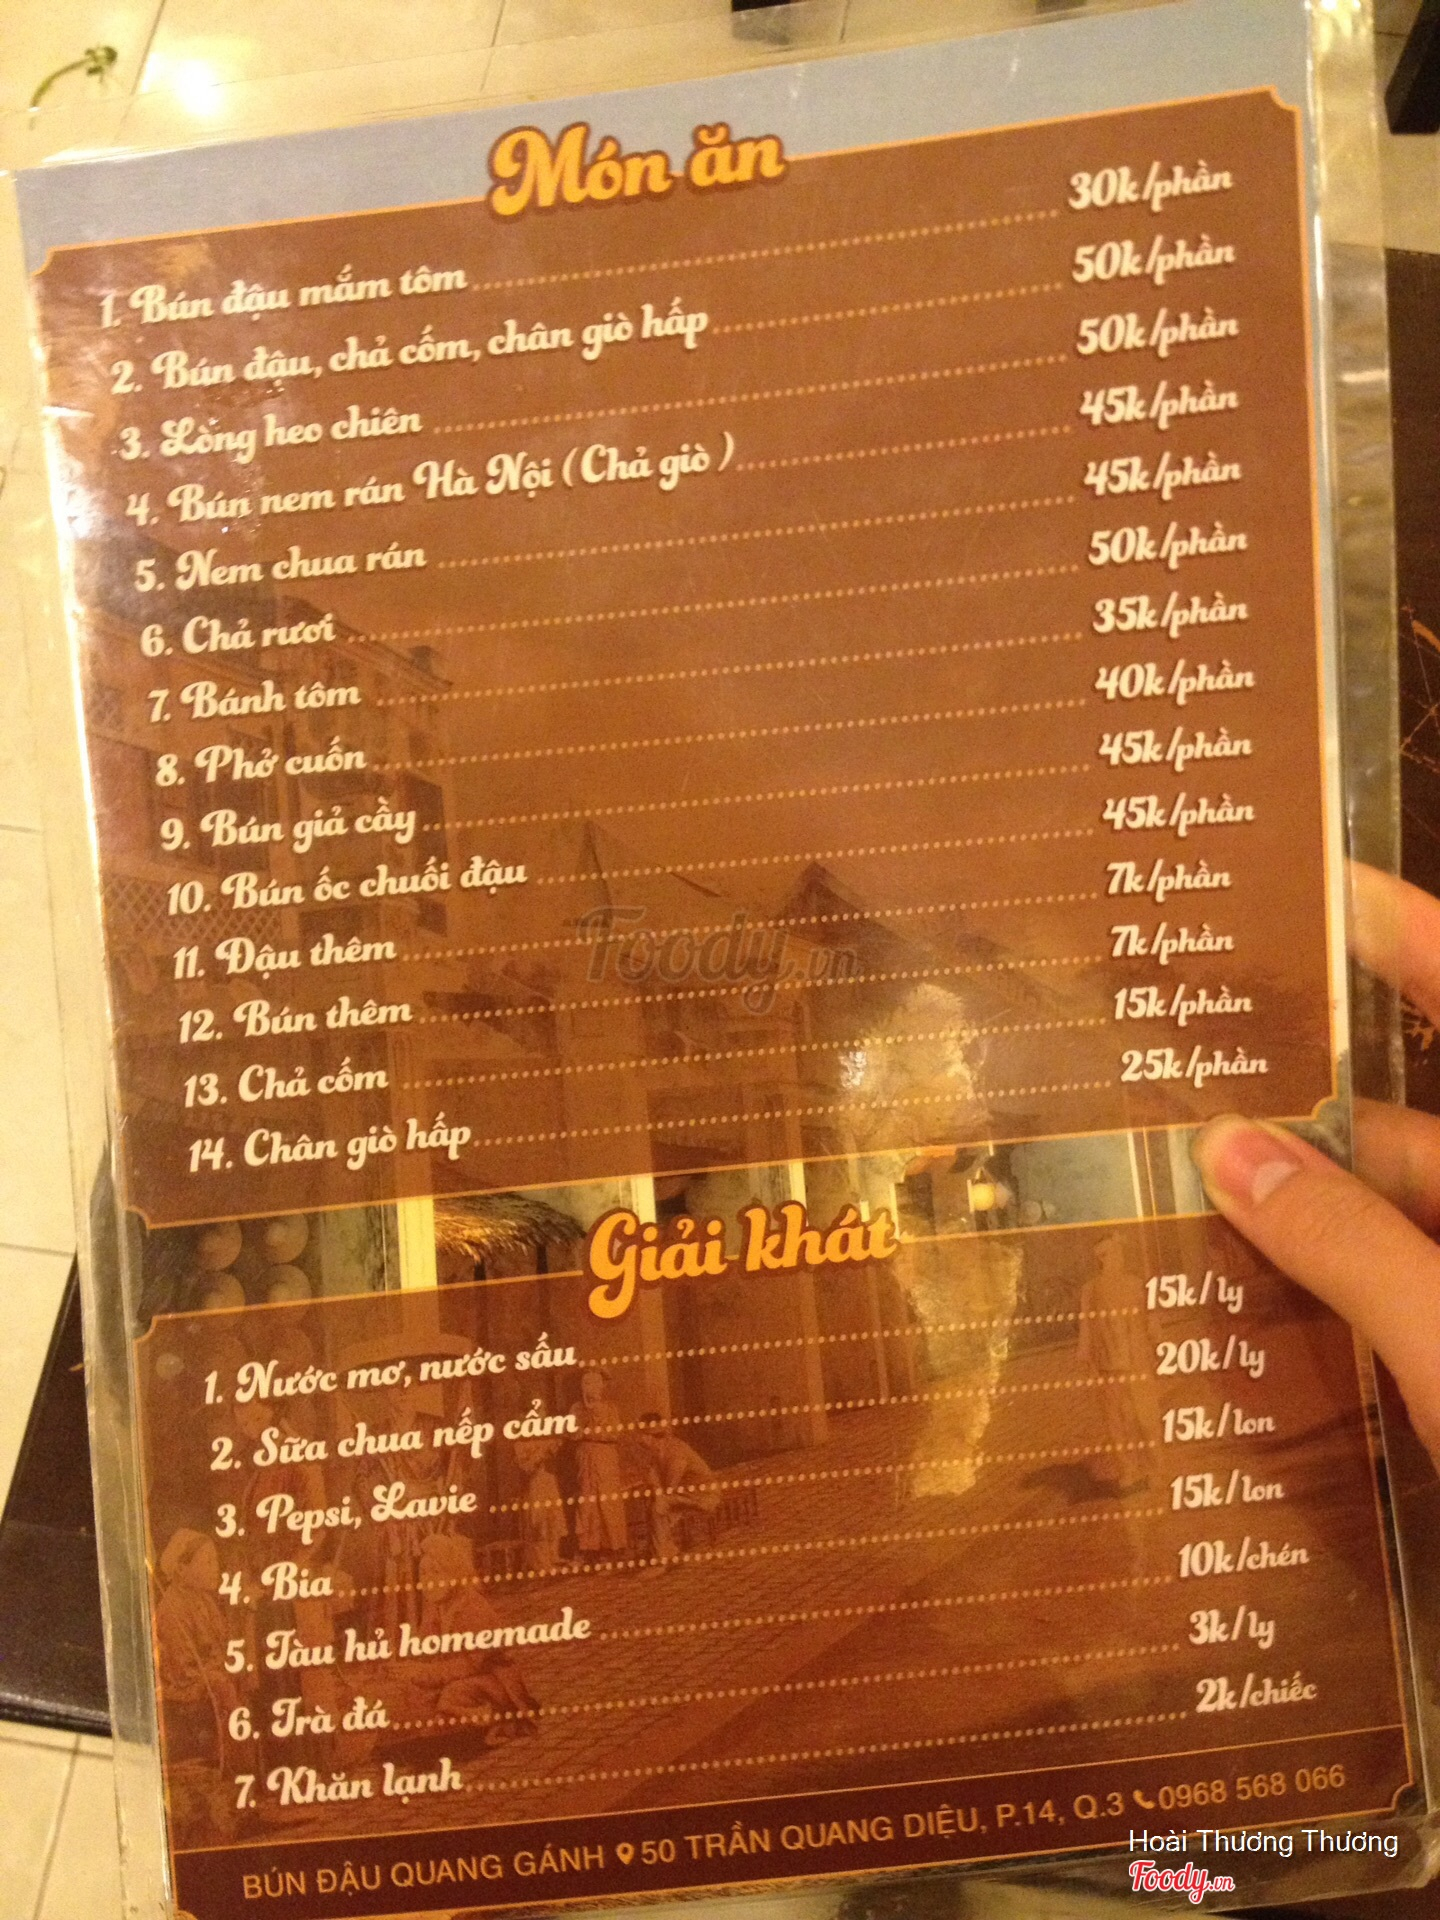 Món ăn
1. Bún đậu mắm tôm 30k/phần
2. Bún đậu, chả cốm, chân giò hấp 50k/phần
3. Lòng heo chiên 50k/phần
4. Bún nem rán Hà Nội (Chả giò) 45k/phần
5. Nem chua rán 45k/phần
6. Chả rươi 50k/phần
7. Bánh tôm 35k/phần
8. Phở cuốn 40k/phần
9. Bún giả cầy 45k/phần
10. Bún ốc chuối đậu 45k/phần
11. Đậu thêm 7k/phần
12. Bún thêm 7k/phần
13. Chả cốm 15k/phần
14. Chân giò hấp 25k/phần
Foody.vn
Giải khát
1. Nước mơ, nước sấu 15k/ly
2. Sữa chua nếp cẩm 20k/ly
3. Pepsi, Lavie 15k/lon
4. Bia 15k/lon
5. Tàu hủ homemade 10k/chén
6. Trà đá 3k/ly
7. Khăn lạnh 2k/chiếc
BÚN ĐẬU QUANG GÁNH 50 TRẦN QUANG DIỆU, P.14, Q.3 0968 568 066
Hoài Thương Thương
Foody.vn